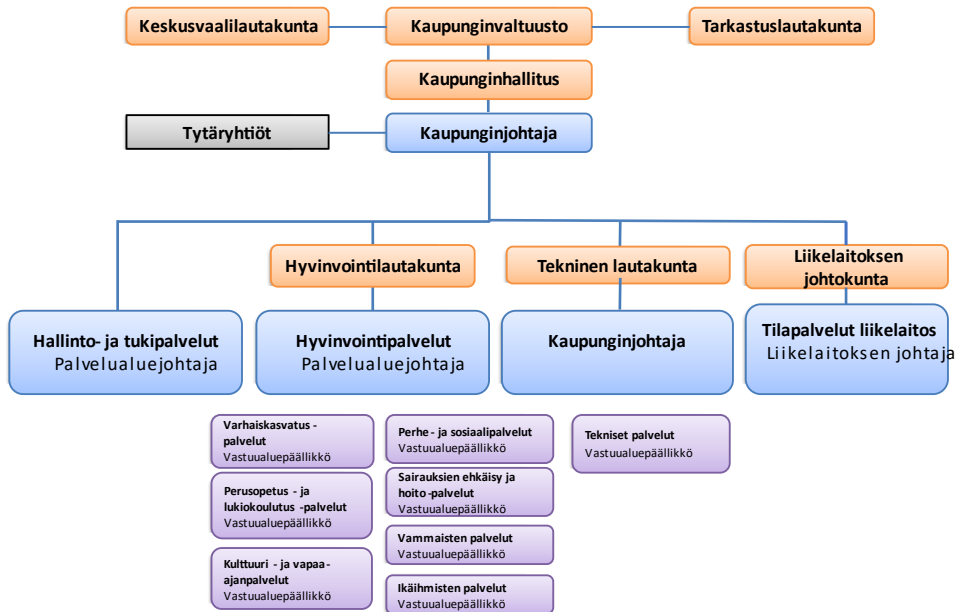 Keskusvaalilautakunta
Kaupunginvaltuusto
Tarkastuslautakunta
Kaupunginhallitus
Tytäryhtiöt
Kaupunginjohtaja
Hyvinvointilautakunta
Tekninen lautakunta
Liikelaitoksen
johtokunta
Hallinto- ja tukipalvelut
Palvelualuejohtaja
Hyvinvointipalvelut
Palvelualuejohtaja
Kaupunginjohtaja
Tilapalvelut liikelaitos
Liikelaitoksen johtaja
Varhaiskasvatus -
palvelut
Vastuualuepäällikkö
Perusopetus - ja
lukiokoulutus -palvelut
Vastuualuepäällikkö
Kulttuuri - ja vapaa-
ajanpalvelut
Vastuualuepäällikkö
Perhe - ja sosiaalipalvelut
Vastuualuepäällikkö
Sairauksien ehkäisy ja
hoito -palvelut
Vastuualuepäällikkö
Vammaisten palvelut
Vastuualuepäällikkö
Ikäihmisten palvelut
Vastuualuepäällikkö
Tekniset palvelut
Vastuualuepäällikkö